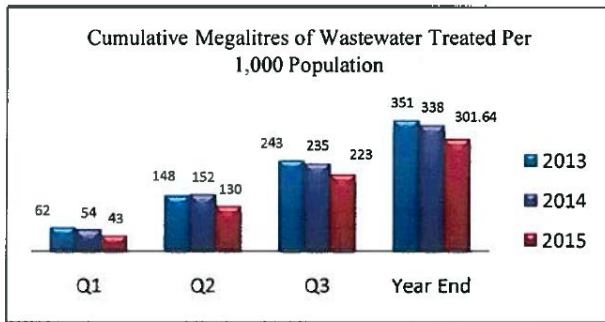 Cumulative Megalitres of Wastewater Treated Per
1,000 Population
62 54 43
148 152 130
243 235 223
351 338 301.64
2013
2014
2015
Q1 Q2 Q3 Year End